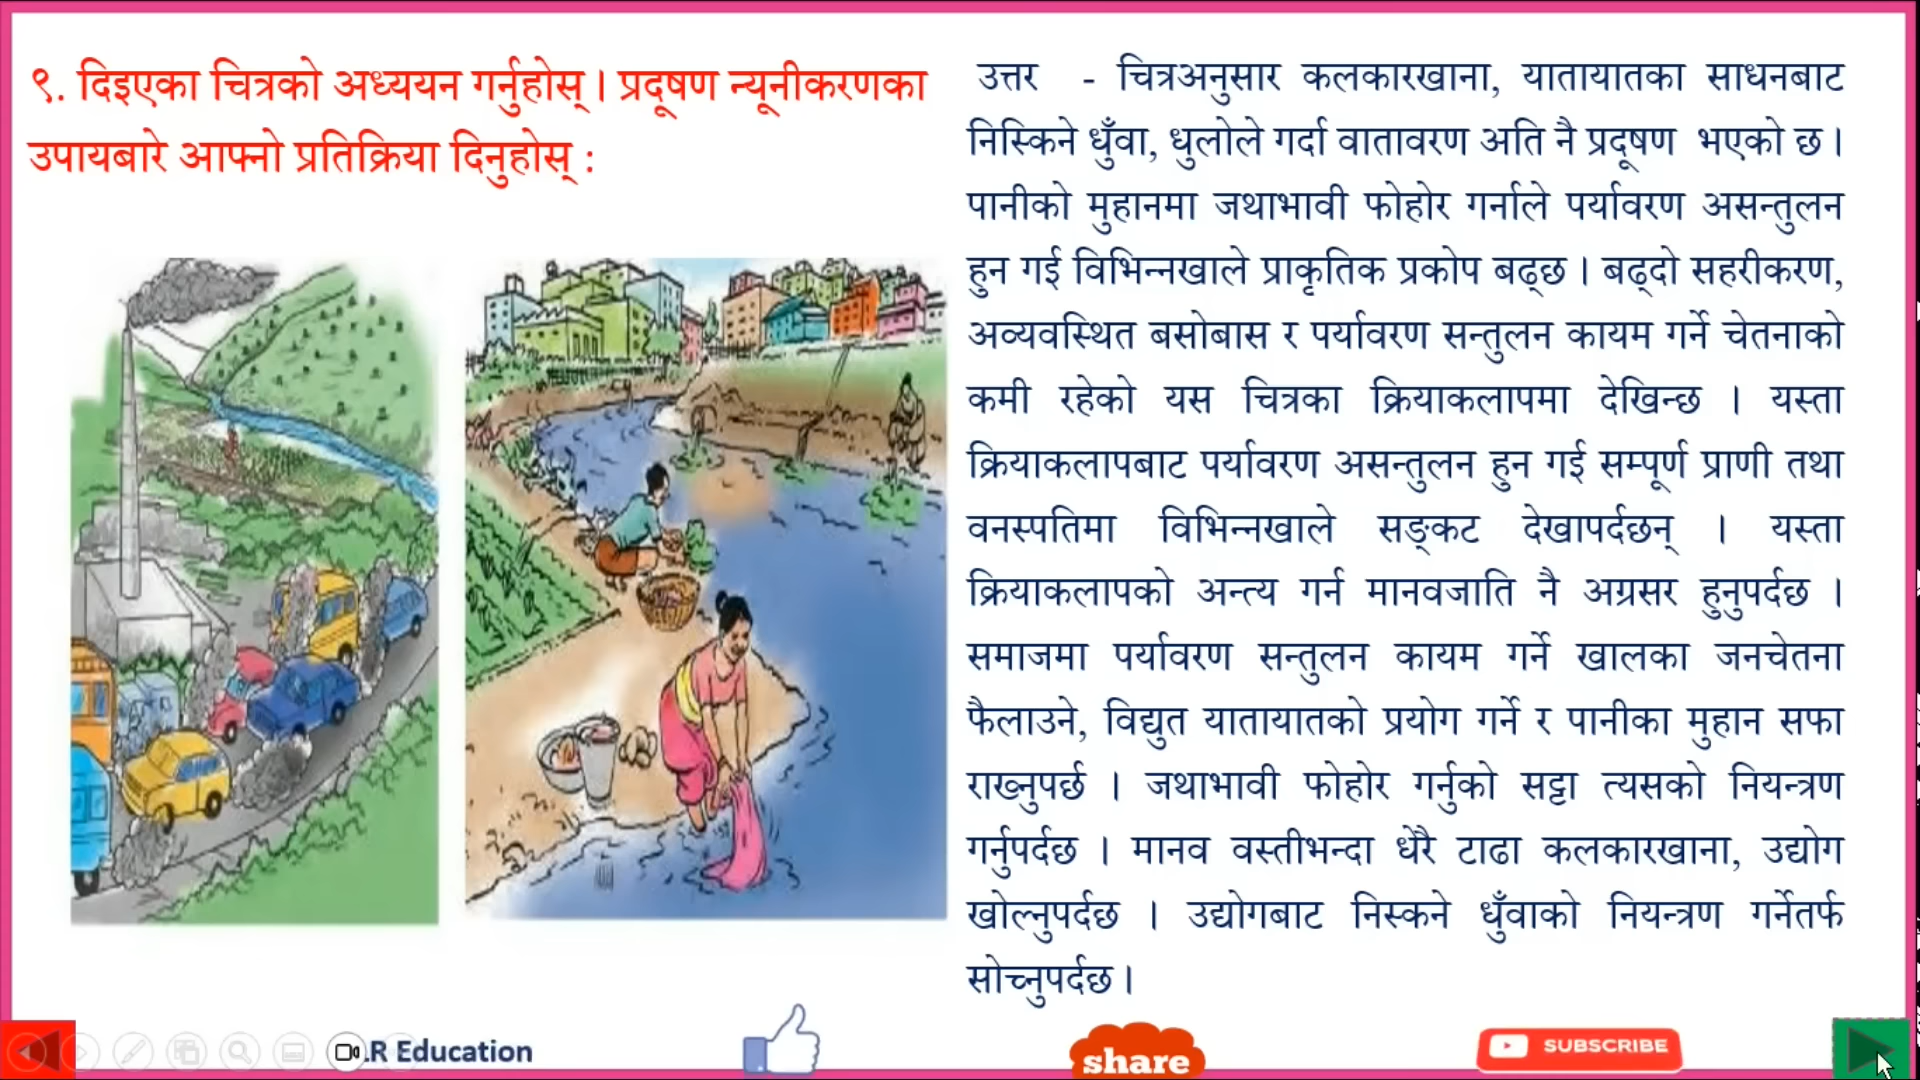 ९. दिइएका चित्रको अध्ययन गर्नुहोस् । प्रदूषण न्यूनीकरणका
उपायबारे आफ्नो प्रतिक्रिया दिनुहोस् :
उत्तर - चित्रअनुसार कलकारखाना, यातायातका साधनबाट
निस्किने धुँवा, धुलोले गर्दा वातावरण अति नै प्रदूषण भएको छ ।
पानीको मुहानमा जथाभावी फोहोर गर्नाले पर्यावरण असन्तुलन
हुन गई विभिन्नखाले प्राकृतिक प्रकोप बढ्छ । बढ्दो सहरीकरण,
अव्यवस्थित बसोबास र पर्यावरण सन्तुलन कायम गर्ने चेतनाको
कमी रहेको यस चित्रका क्रियाकलापमा देखिन्छ । यस्ता
क्रियाकलापबाट पर्यावरण असन्तुलन हुन गई सम्पूर्ण प्राणी तथा
वनस्पतिमा विभिन्नखाले सङ्कट देखापर्दछन् । यस्ता
क्रियाकलापको अन्त्य गर्न मानवजाति नै अग्रसर हुनुपर्दछ ।
समाजमा पर्यावरण सन्तुलन कायम गर्ने खालका जनचेतना
फैलाउने, विद्युत यातायातको प्रयोग गर्ने र पानीका मुहान सफा
राख्नुपर्छ । जथाभावी फोहोर गर्नुको सट्टा त्यसको नियन्त्रण
गर्नुपर्दछ । मानव वस्तीभन्दा धेरै टाढा कलकारखाना, उद्योग
खोल्नुपर्दछ । उद्योगबाट निस्कने धुँवाको नियन्त्रण गर्नेतर्फ
सोच्नुपर्दछ ।
LR Education
share
SUBSCRIBE